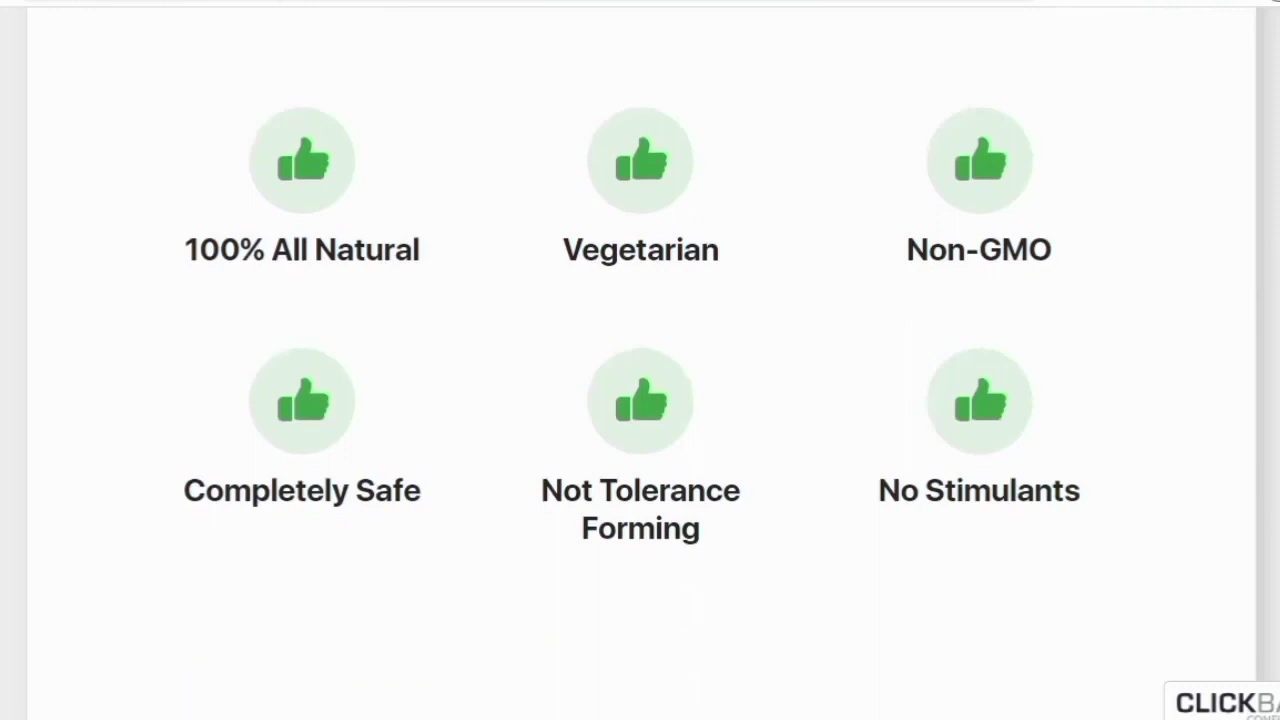 100% All Natural
Vegetarian
Non-GMO
Completely Safe
Not Tolerance
Forming
No Stimulants
CLICKBA